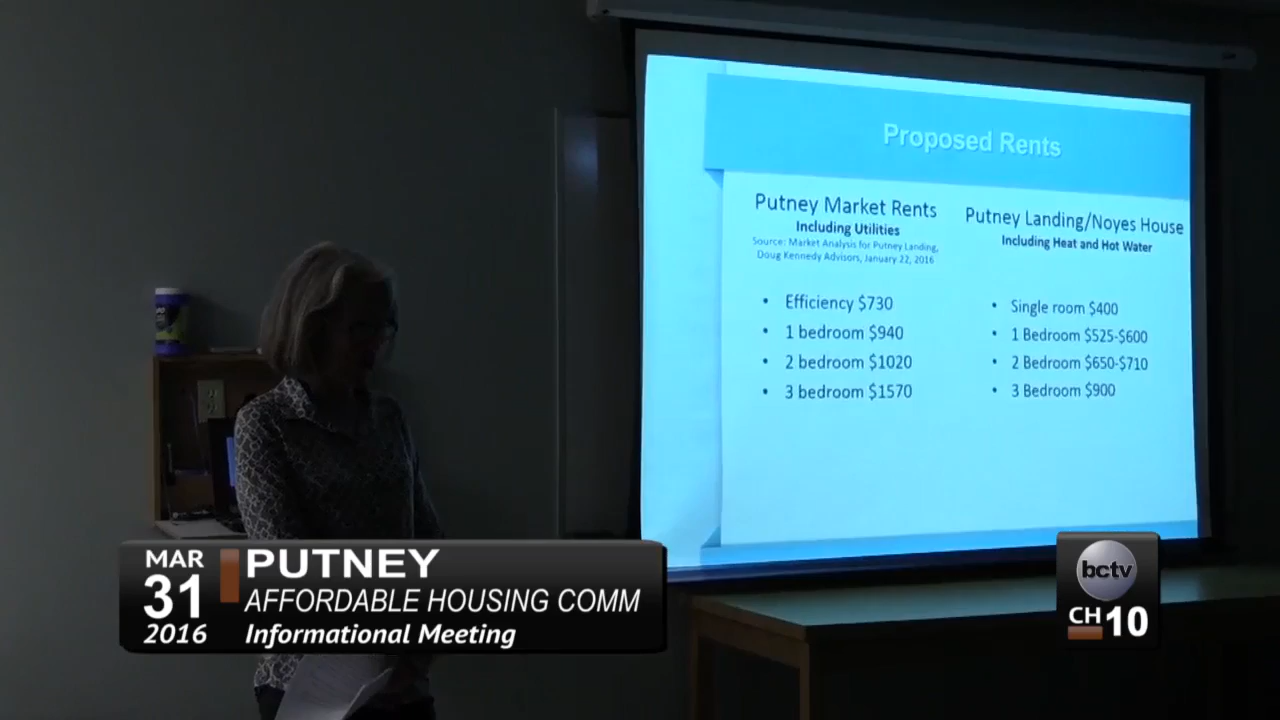 Proposed Rents
Putney Market Rents
Including Utilities
Source: Market Analysis for Putney Landing,
Doug Kennedy Advisors, January 22, 2016
• Efficiency $730
• 1 bedroom $940
• 2 bedroom $1020
• 3 bedroom $1570
Putney Landing/Noyes House
Including Heat and Hot Water
• Single room $400
• 1 Bedroom $525-$600
• 2 Bedroom $650-$710
• 3 Bedroom $900
MAR
31
2016
PUTNEY
AFFORDABLE HOUSING COMM
Informational Meeting
bctv
CH 10